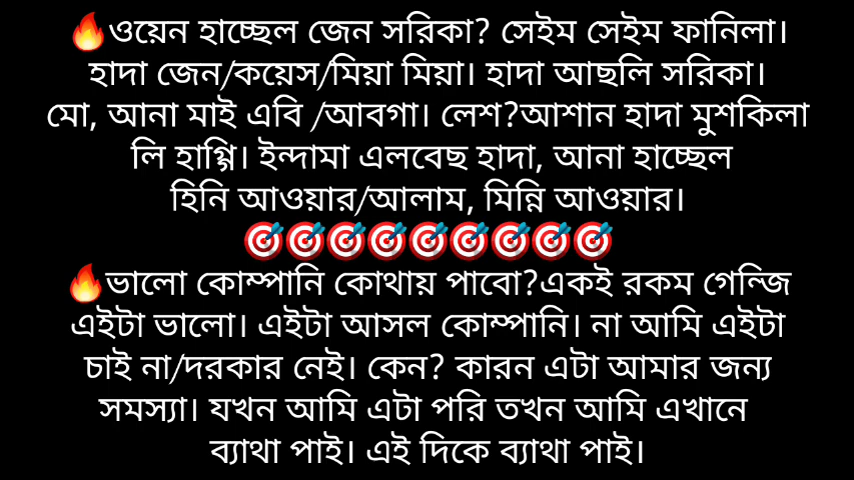 🔥ওয়েন হাচ্ছেল জেন সরিকা? সেইম সেইম ফানিলা।
হাদা জেন/কয়েস/মিয়া মিয়া। হাদা আছলি সরিকা।
মো, আনা মাই এবি /আবগা। লেশ?আশান হাদা মুশকিলা
লি হাপ্পি। ইন্দামা এলবেছ হাদা, আনা হাচ্ছেল
হিনি আওয়ার/আলাম, মিন্নি আওয়ার।
🎯🎯🎯🎯🎯🎯🎯🎯🎯
🔥ভালো কোম্পানি কোথায় পাবো?একই রকম গেন্জি
এইটা ভালো। এইটা আসল কোম্পানি। না আমি এইটা
চাই না/দরকার নেই। কেন? কারন এটা আমার জন্য
সমস্যা। যখন আমি এটা পরি তখন আমি এখানে
ব্যাথা পাই। এই দিকে ব্যাথা পাই।